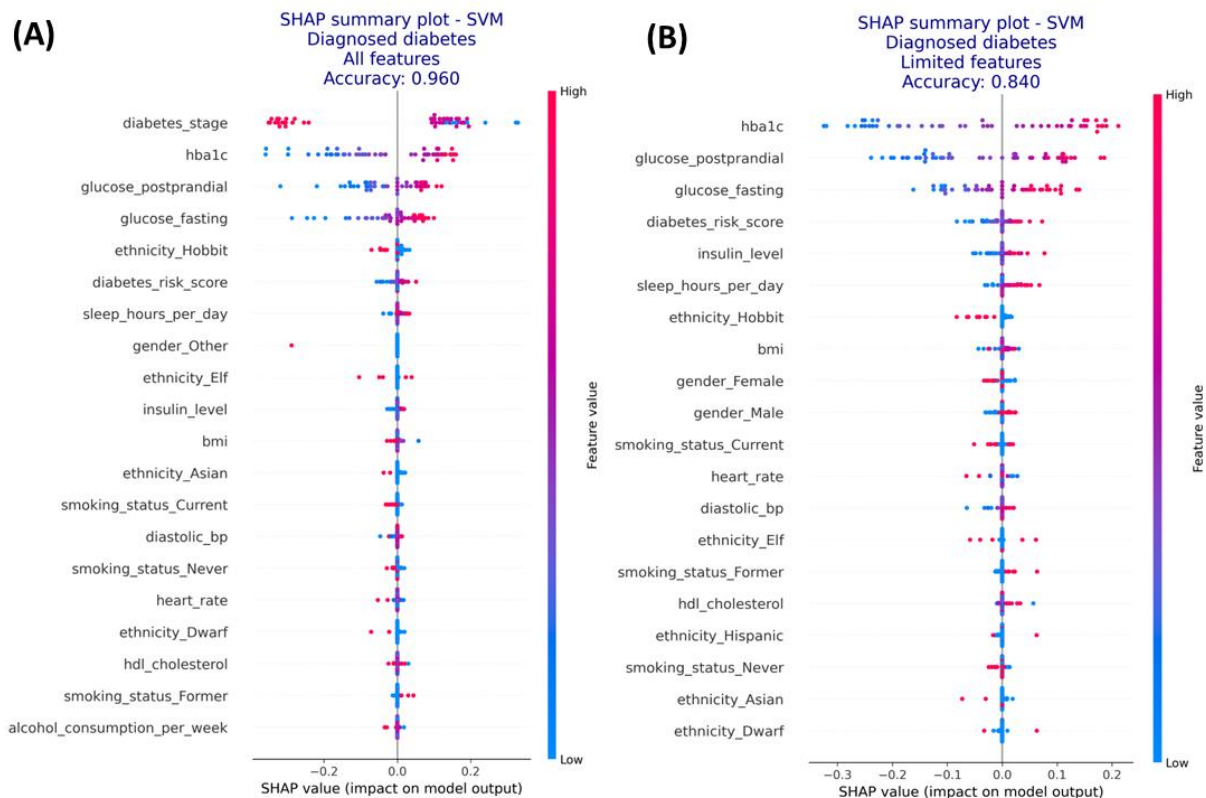 (A)
SHAP summary plot - SVM
Diagnosed diabetes
All features
Accuracy: 0.960
High
diabetes_stage
hba1c
glucose_postprandial
glucose_fasting
ethnicity_Hobbit
diabetes_risk_score
sleep_hours_per_day
gender_Other
ethnicity_Elf
insulin_level
bmi
ethnicity_Asian
smoking_status_Current
diastolic_bp
smoking_status_Never
heart_rate
ethnicity_Dwarf
hdl_cholesterol
smoking_status_Former
alcohol_consumption_per_week
Feature value
Low
−0.2 0.0 0.2
SHAP value (impact on model output)
(B)
SHAP summary plot - SVM
Diagnosed diabetes
Limited features
Accuracy: 0.840
High
hba1c
glucose_postprandial
glucose_fasting
diabetes_risk_score
insulin_level
sleep_hours_per_day
ethnicity_Hobbit
bmi
gender_Female
gender_Male
smoking_status_Current
heart_rate
diastolic_bp
ethnicity_Elf
smoking_status_Former
hdl_cholesterol
ethnicity_Hispanic
smoking_status_Never
ethnicity_Asian
ethnicity_Dwarf
Feature value
Low
−0.3 −0.2 −0.1 0.0 0.1 0.2
SHAP value (impact on model output)